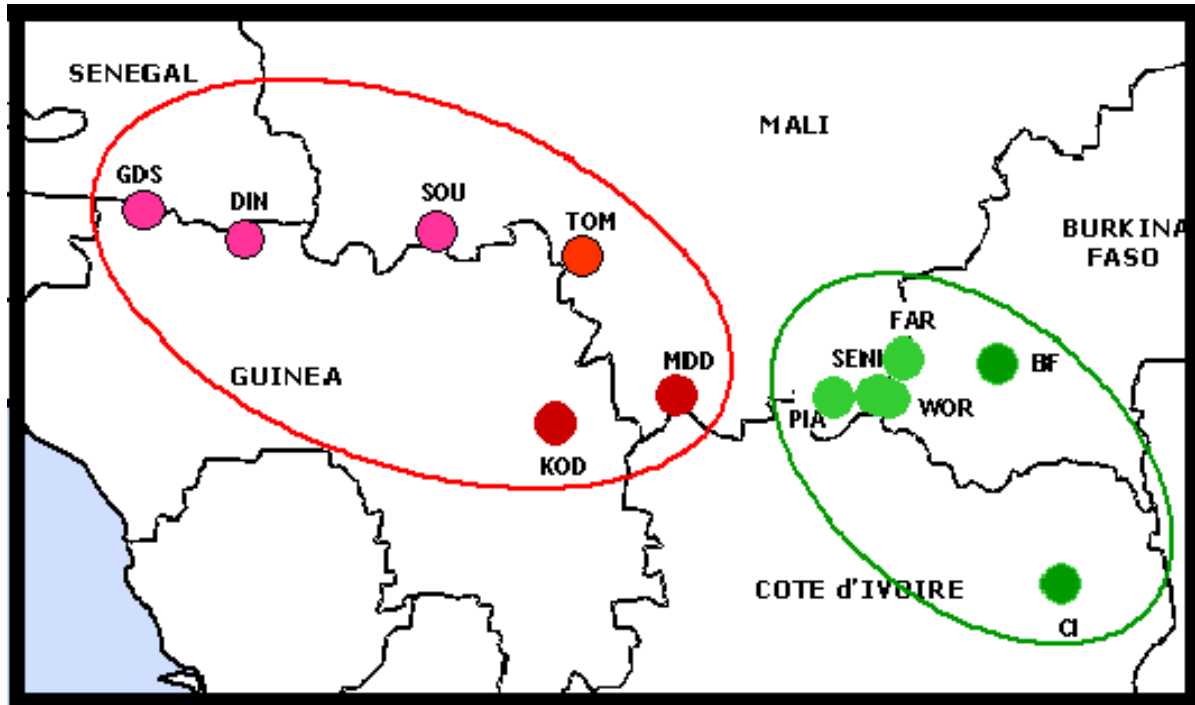 SENEGAL
MALI
GDS
DIN
SOU
TOM
BURKINA
FASO
FAR
SENI
MDD
BF
GUINEA
PIA
WOR
KOD
COTE d'IVOIRE
CI